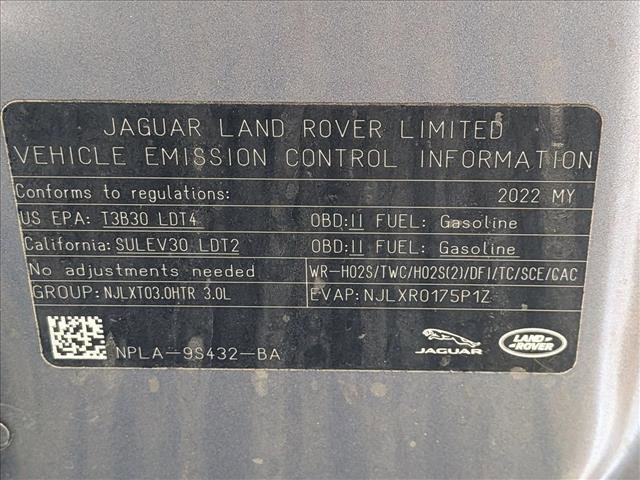 JAGUAR LAND ROVER LIMITED
VEHICLE EMISSION CONTROL INFORMATION
Conforms to regulations: 2022 MY
US EPA: T3B30 LDT4 OBD:II FUEL: Gasoline
California: SULEV30 LDT2 OBD:II FUEL: Gasoline
No adjustments needed WR-HO2S/TWC/HO2S(2)/DFI/TC/SCE/CAC
GROUP: NJLXT03.0HTR 3.0L EVAP: NJLXR0175P1Z
NPLA-9S432-BA
JAGUAR
LAND ROVER